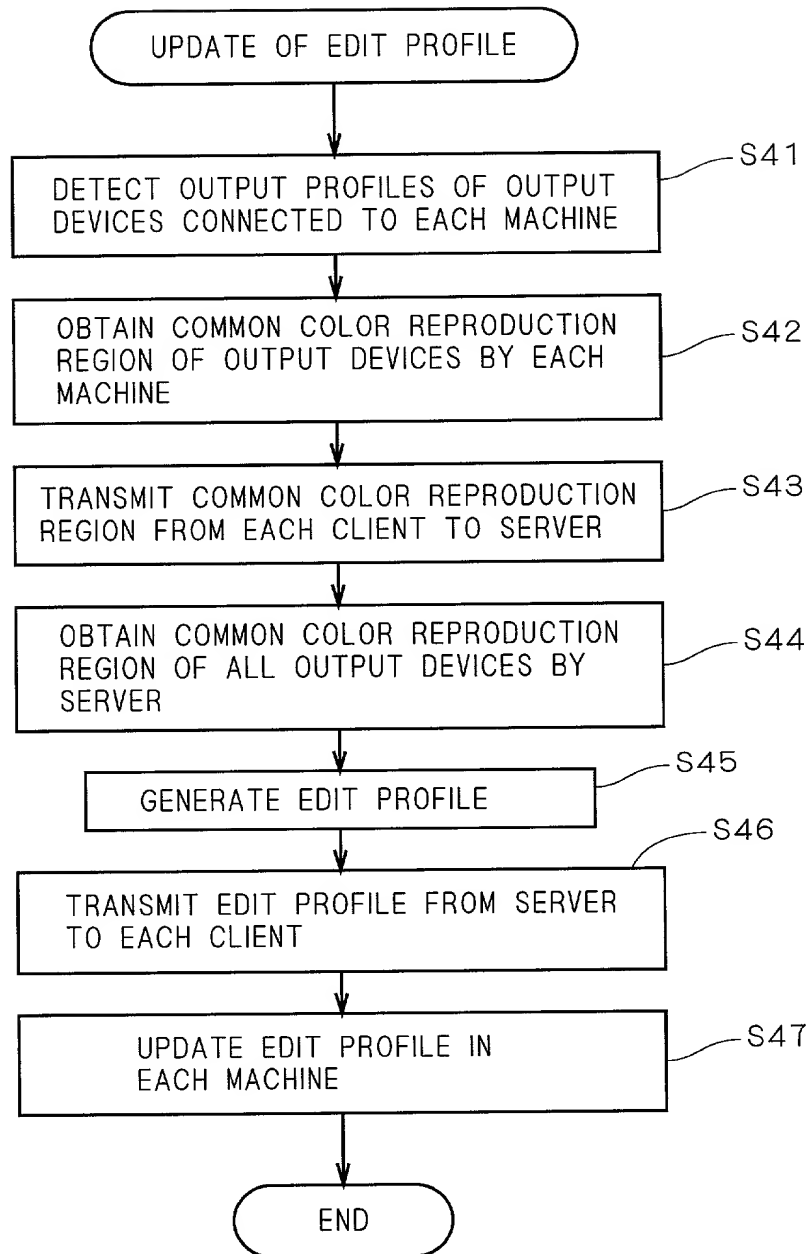 UPDATE OF EDIT PROFILE
S41
DETECT OUTPUT PROFILES OF OUTPUT
DEVICES CONNECTED TO EACH MACHINE
S42
OBTAIN COMMON COLOR REPRODUCTION
REGION OF OUTPUT DEVICES BY EACH
MACHINE
S43
TRANSMIT COMMON COLOR REPRODUCTION
REGION FROM EACH CLIENT TO SERVER
S44
OBTAIN COMMON COLOR REPRODUCTION
REGION OF ALL OUTPUT DEVICES BY
SERVER
S45
GENERATE EDIT PROFILE
S46
TRANSMIT EDIT PROFILE FROM SERVER
TO EACH CLIENT
S47
UPDATE EDIT PROFILE IN
EACH MACHINE
END